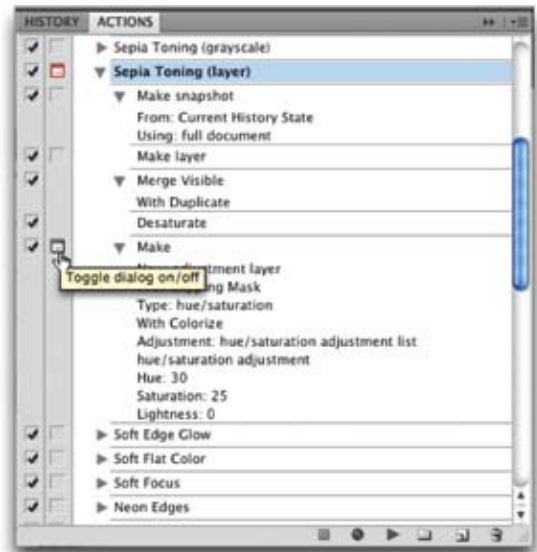 HISTORY ACTIONS
Sepia Toning (grayscale)
Sepia Toning (layer)
Make snapshot
From: Current History State
Using: full document
Make layer
Merge Visible
With Duplicate
Desaturate
Make
tment layer
Toggle dialog on/off
Mask
Type: hue/saturation
With Colorize
Adjustment: hue/saturation adjustment list
hue/saturation adjustment
Hue: 30
Saturation: 25
Lightness: 0
Soft Edge Glow
Soft Flat Color
Soft Focus
Neon Edges